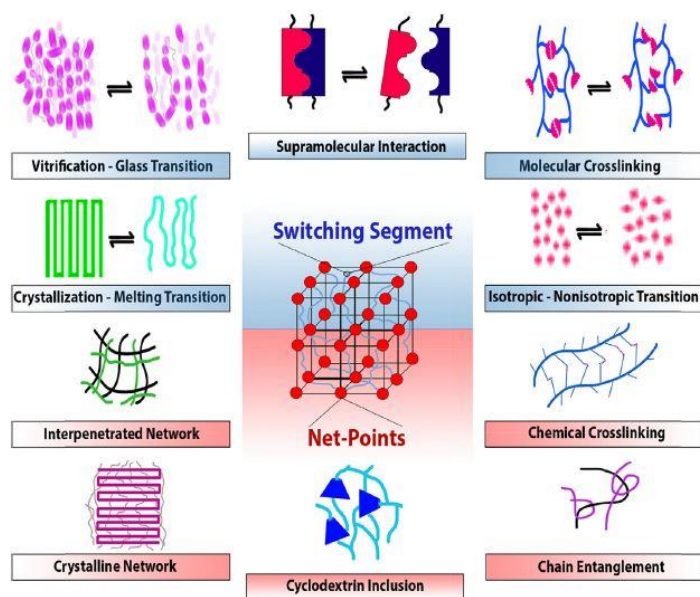 Vitrification - Glass Transition
Supramolecular Interaction
Molecular Crosslinking
Switching Segment
Crystallization - Melting Transition
Isotropic - Nonisotropic Transition
Interpenetrated Network
Net-Points
Chemical Crosslinking
Crystalline Network
Cyclodextrin Inclusion
Chain Entanglement